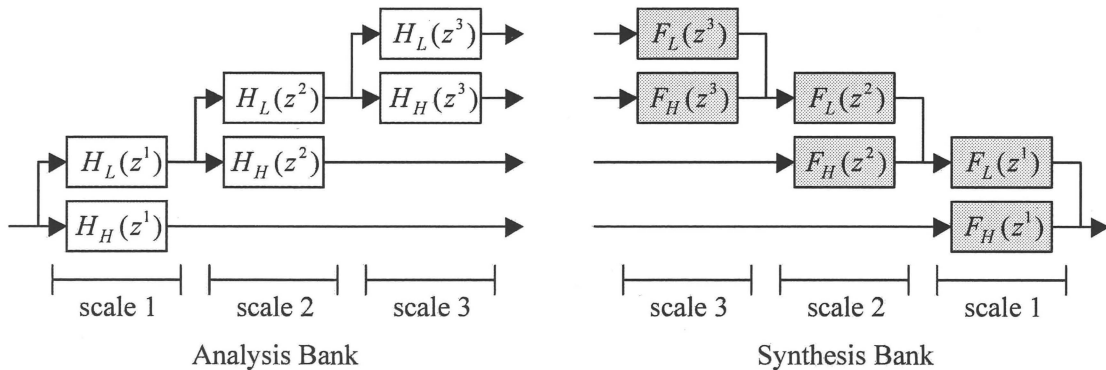 H_L(z^3) F_L(z^3)
H_L(z^2) H_H(z^3) F_H(z^3) F_L(z^2)
H_L(z^1) H_H(z^2) F_H(z^2) F_L(z^1)
H_H(z^1) F_H(z^1)
scale 1 scale 2 scale 3 scale 3 scale 2 scale 1
Analysis Bank Synthesis Bank